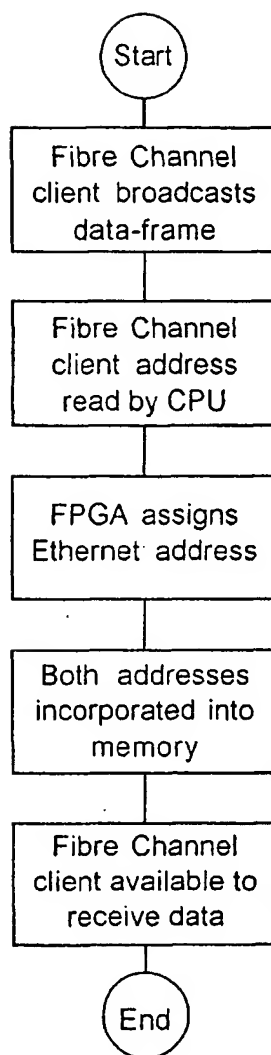 Start
Fibre Channel
client broadcasts
data-frame
Fibre Channel
client address
read by CPU
FPGA assigns
Ethernet address
Both addresses
incorporated into
memory
Fibre Channel
client available to
receive data
End